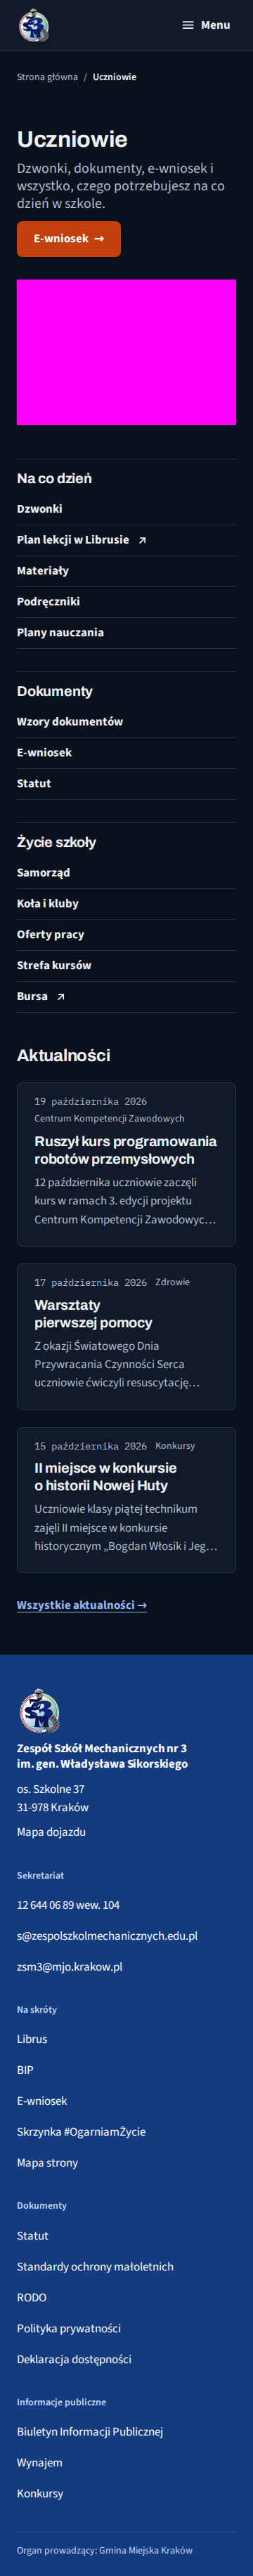 Menu
Strona główna / Uczniowie
Uczniowie
Dzwonki, dokumenty, e-wniosek i
wszystko, czego potrzebujesz na co
dzień w szkole.
E-wniosek →
Na co dzień
Dzwonki
Plan lekcji w Librusie ↗
Materiały
Podręczniki
Plany nauczania
Dokumenty
Wzory dokumentów
E-wniosek
Statut
Życie szkoły
Samorząd
Koła i kluby
Oferty pracy
Strefa kursów
Bursa ↗
Aktualności
19 października 2026
Centrum Kompetencji Zawodowych
Ruszył kurs programowania
robotów przemysłowych
12 października uczniowie zaczęli
kurs w ramach 3. edycji projektu
Centrum Kompetencji Zawodowyc…
17 października 2026 Zdrowie
Warsztaty
pierwszej pomocy
Z okazji Światowego Dnia
Przywracania Czynności Serca
uczniowie ćwiczyli resuscytację…
15 października 2026 Konkursy
II miejsce w konkursie
o historii Nowej Huty
Uczniowie klasy piątej technikum
zajęli II miejsce w konkursie
historycznym „Bogdan Włosik i Jeg…
Wszystkie aktualności →
Zespół Szkół Mechanicznych nr 3
im. gen. Władysława Sikorskiego
os. Szkolne 37
31-978 Kraków
Mapa dojazdu
Sekretariat
12 644 06 89 wew. 104
s@zespolszkolmechanicznych.edu.pl
zsm3@mjo.krakow.pl
Na skróty
Librus
BIP
E-wniosek
Skrzynka #OgarniamŻycie
Mapa strony
Dokumenty
Statut
Standardy ochrony małoletnich
RODO
Polityka prywatności
Deklaracja dostępności
Informacje publiczne
Biuletyn Informacji Publicznej
Wynajem
Konkursy
Organ prowadzący: Gmina Miejska Kraków